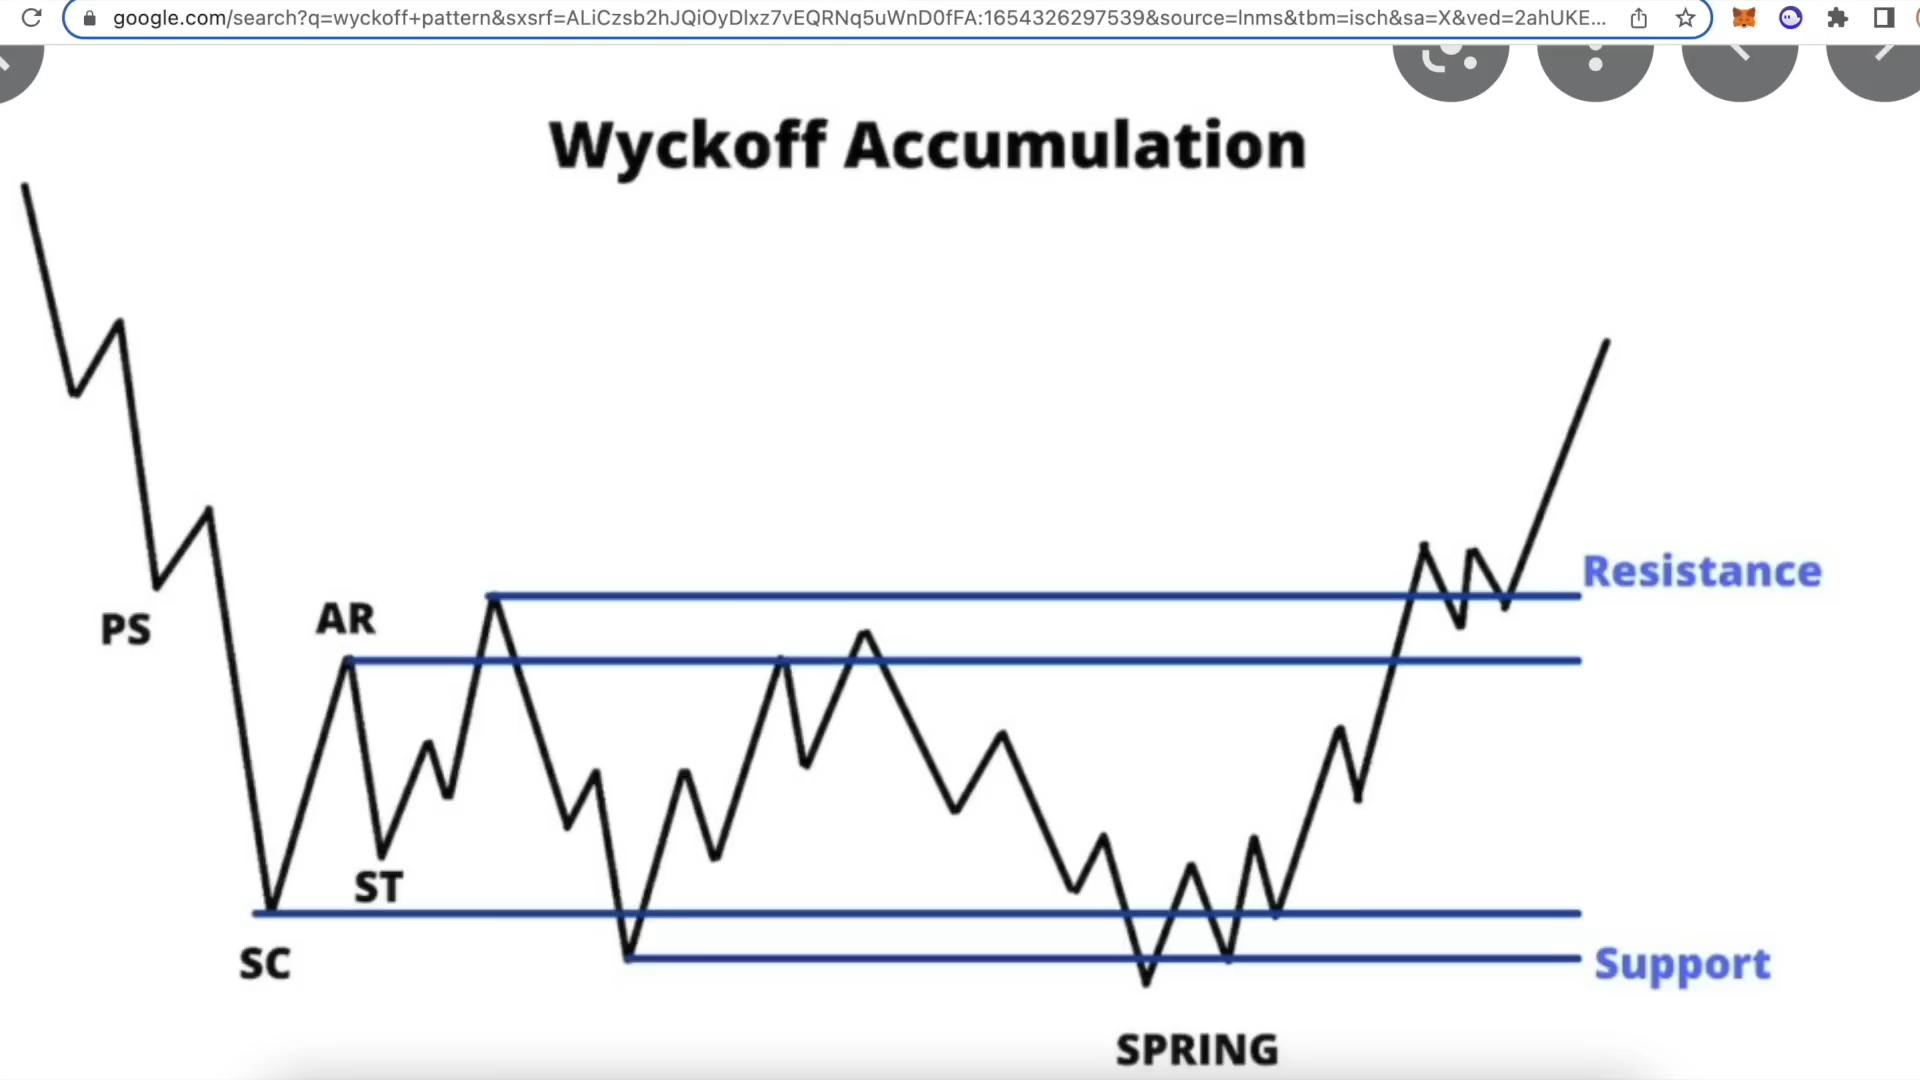 google.com/search?q=wyckoff+pattern&sxsrf=ALiCzsb2hJQiOyDlxz7vEQRNq5uWnD0fFA:1654326297539&source=lnms&tbm=isch&sa=X&ved=2ahUKE...
Wyckoff Accumulation
Resistance
AR
PS
ST
SC
Support
SPRING